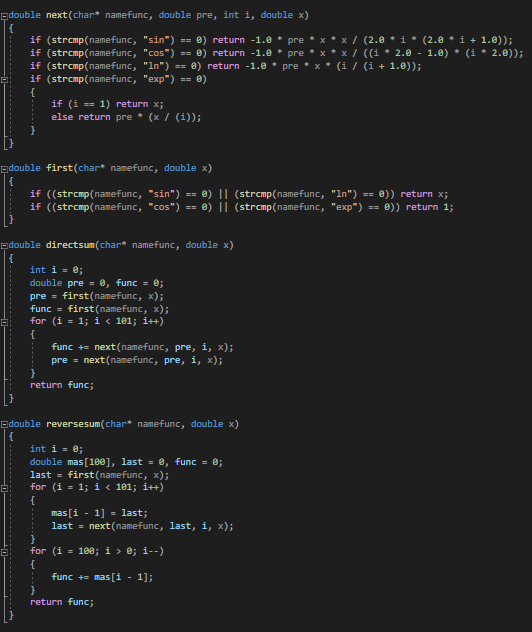 double next(char* namefunc, double pre, int i, double x)
{
if (strcmp(namefunc, "sin") == 0) return -1.0 * pre * x * x / (2.0 * i * (2.0 * i + 1.0));
if (strcmp(namefunc, "cos") == 0) return -1.0 * pre * x * x / ((i * 2.0 - 1.0) * (i * 2.0));
if (strcmp(namefunc, "ln") == 0) return -1.0 * pre * x * (i / (i + 1.0));
if (strcmp(namefunc, "exp") == 0)
{
if (i == 1) return x;
else return pre * (x / (i));
}
}
double first(char* namefunc, double x)
{
if ((strcmp(namefunc, "sin") == 0) || (strcmp(namefunc, "ln") == 0)) return x;
if ((strcmp(namefunc, "cos") == 0) || (strcmp(namefunc, "exp") == 0)) return 1;
}
double directsum(char* namefunc, double x)
{
int i = 0;
double pre = 0, func = 0;
pre = first(namefunc, x);
func = first(namefunc, x);
for (i = 1; i < 101; i++)
{
func += next(namefunc, pre, i, x);
pre = next(namefunc, pre, i, x);
}
return func;
}
double reversesum(char* namefunc, double x)
{
int i = 0;
double mas[100], last = 0, func = 0;
last = first(namefunc, x);
for (i = 1; i < 101; i++)
{
mas[i - 1] = last;
last = next(namefunc, last, i, x);
}
for (i = 100; i > 0; i--)
{
func += mas[i - 1];
}
return func;
}